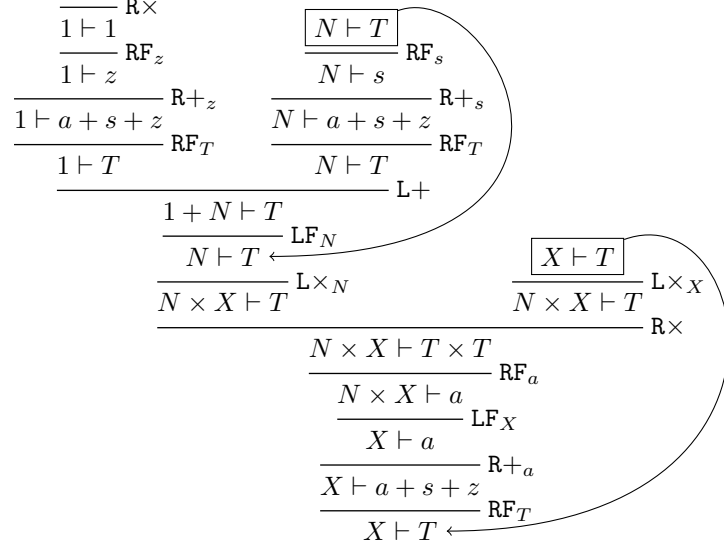 R×
1 ⊢ 1
N ⊢ T
RF_z
RF_s
1 ⊢ z
N ⊢ s
R+_z
R+_s
1 ⊢ a + s + z
N ⊢ a + s + z
RF_T
RF_T
1 ⊢ T
N ⊢ T
L+
1 + N ⊢ T
LF_N
N ⊢ T
X ⊢ T
L×_N
L×_X
N × X ⊢ T
N × X ⊢ T
R×
N × X ⊢ T × T
RF_a
N × X ⊢ a
LF_X
X ⊢ a
R+_a
X ⊢ a + s + z
RF_T
X ⊢ T